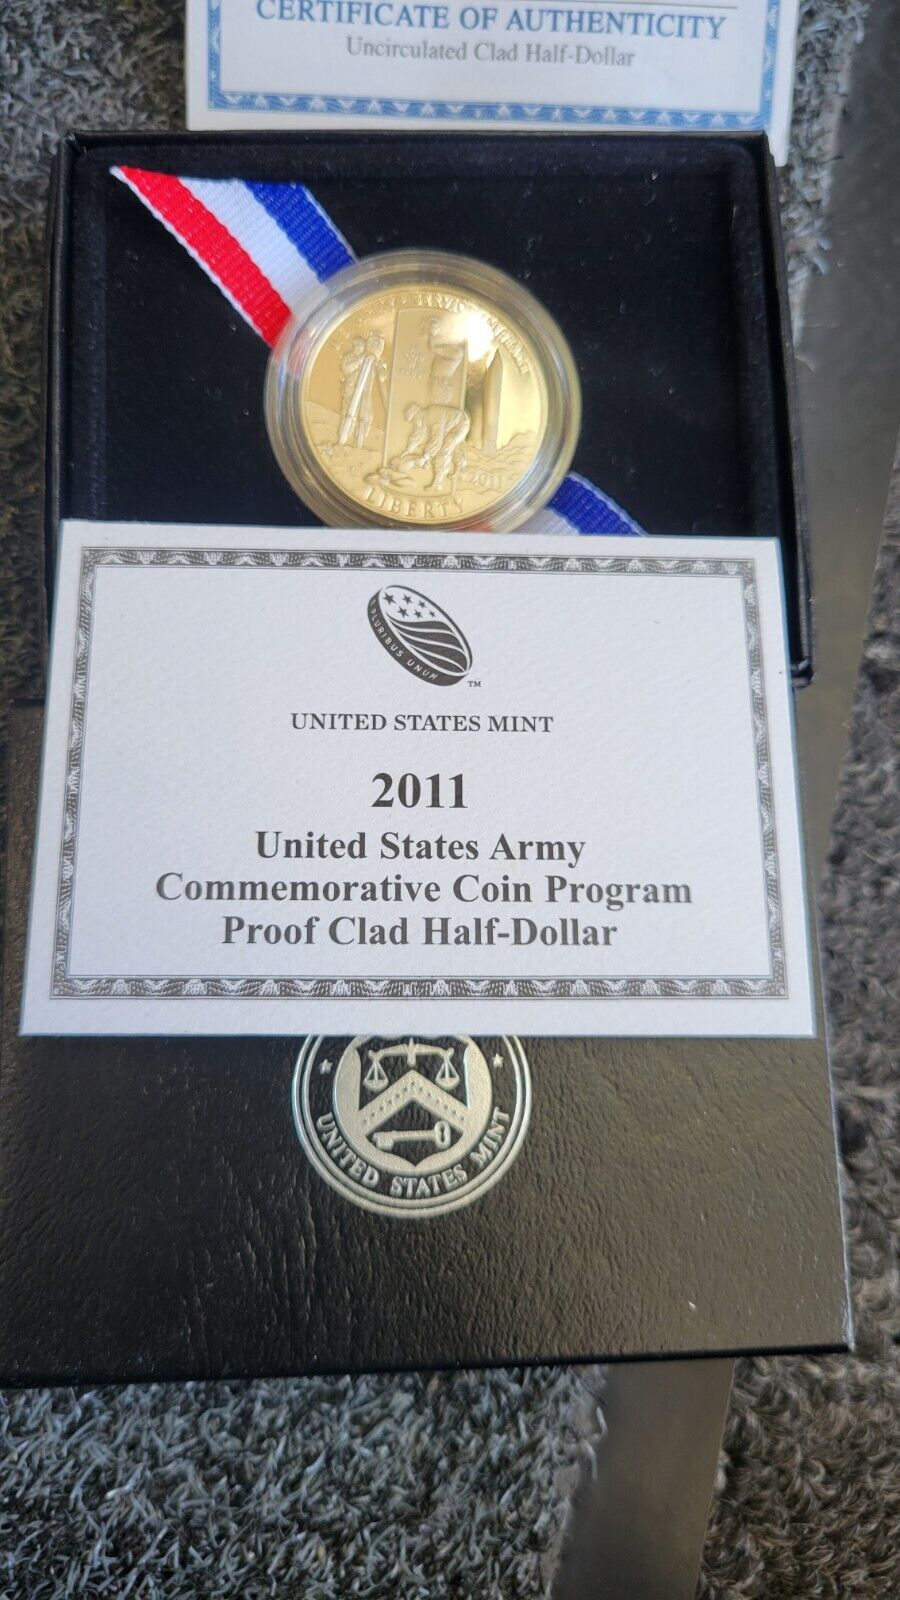 CERTIFICATE OF AUTHENTICITY
Uncirculated Clad Half-Dollar
LIBERTY
2011
PLURIBUS UNUM
TM
UNITED STATES MINT
2011
United States Army
Commemorative Coin Program
Proof Clad Half-Dollar
UNITED STATES MINT